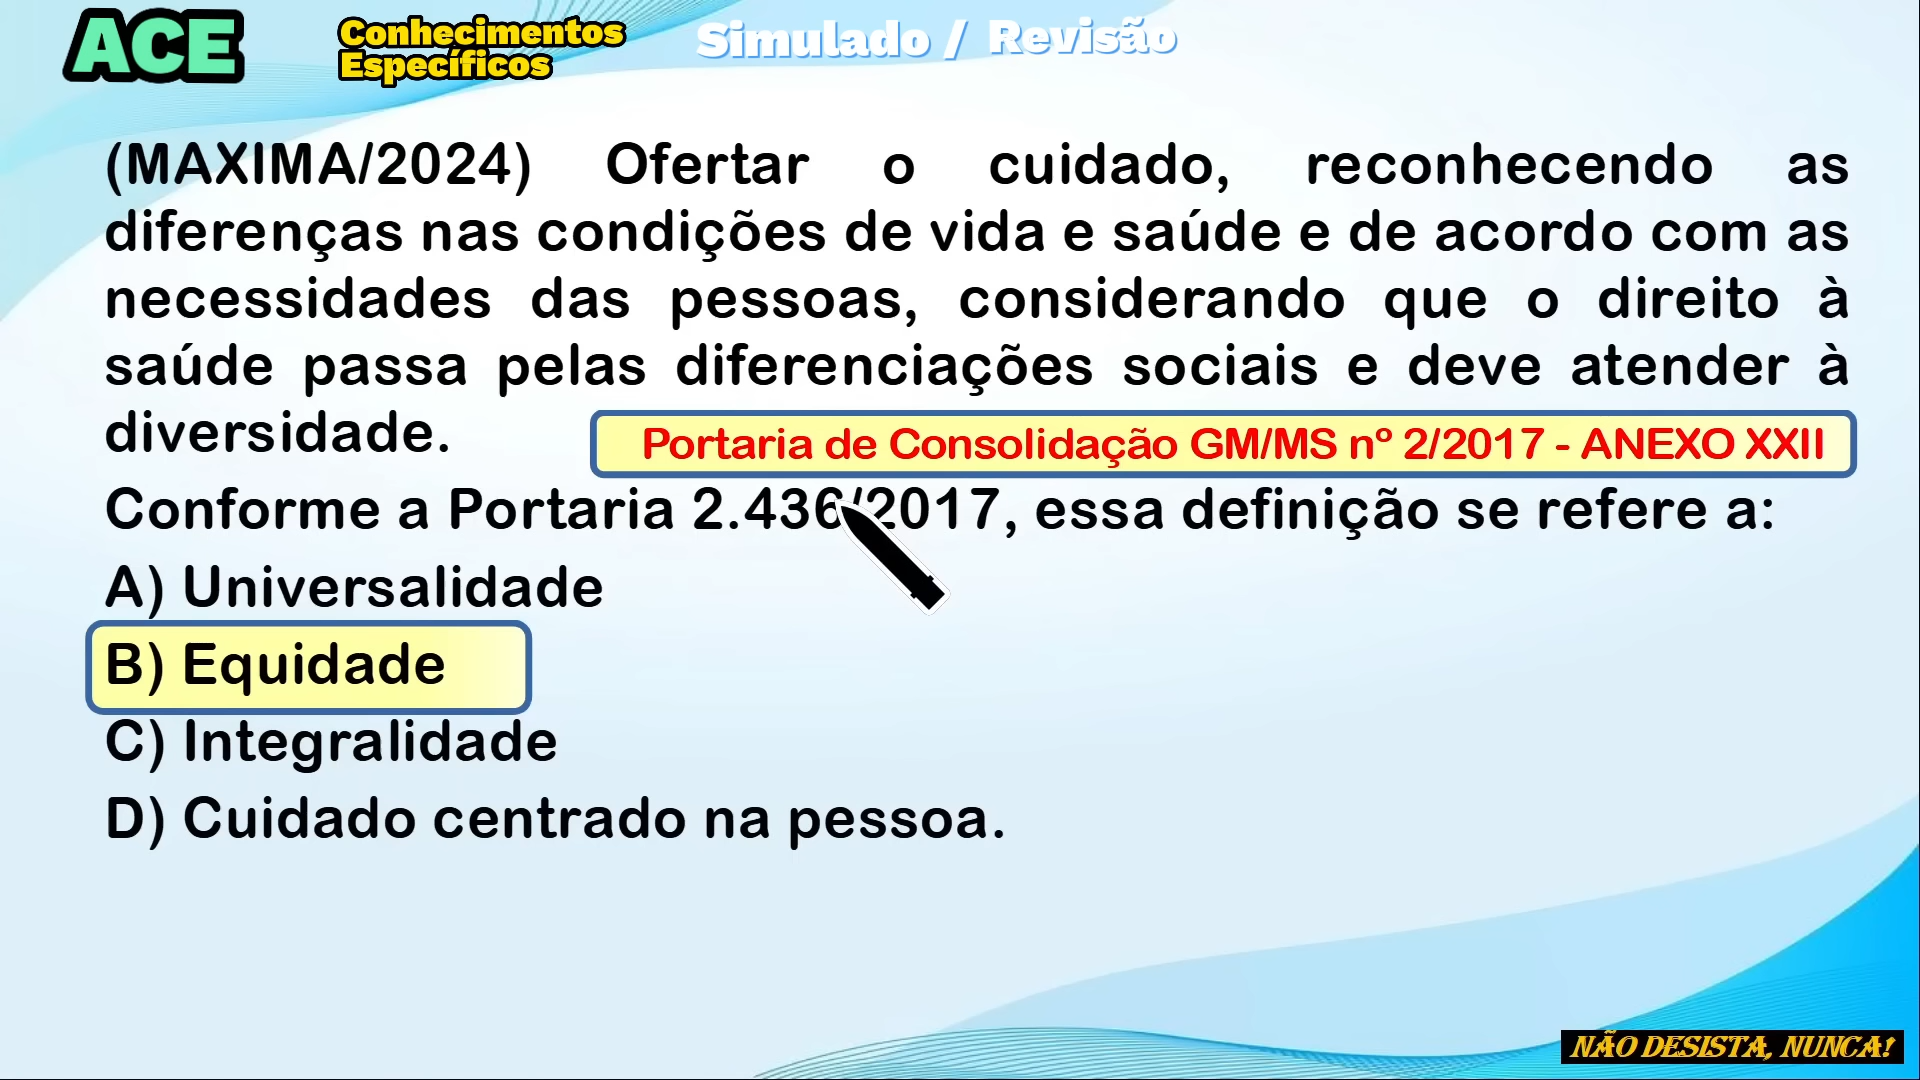 ACE
Conhecimentos
Específicos
Simulado / Revisão
(MAXIMA/2024) Ofertar o cuidado, reconhecendo as
diferenças nas condições de vida e saúde e de acordo com as
necessidades das pessoas, considerando que o direito à
saúde passa pelas diferenciações sociais e deve atender à
diversidade.
Portaria de Consolidação GM/MS nº 2/2017 - ANEXO XXII
Conforme a Portaria 2.436/2017, essa definição se refere a:
A) Universalidade
B) Equidade
C) Integralidade
D) Cuidado centrado na pessoa.
NÃO DESISTA, NUNCA!